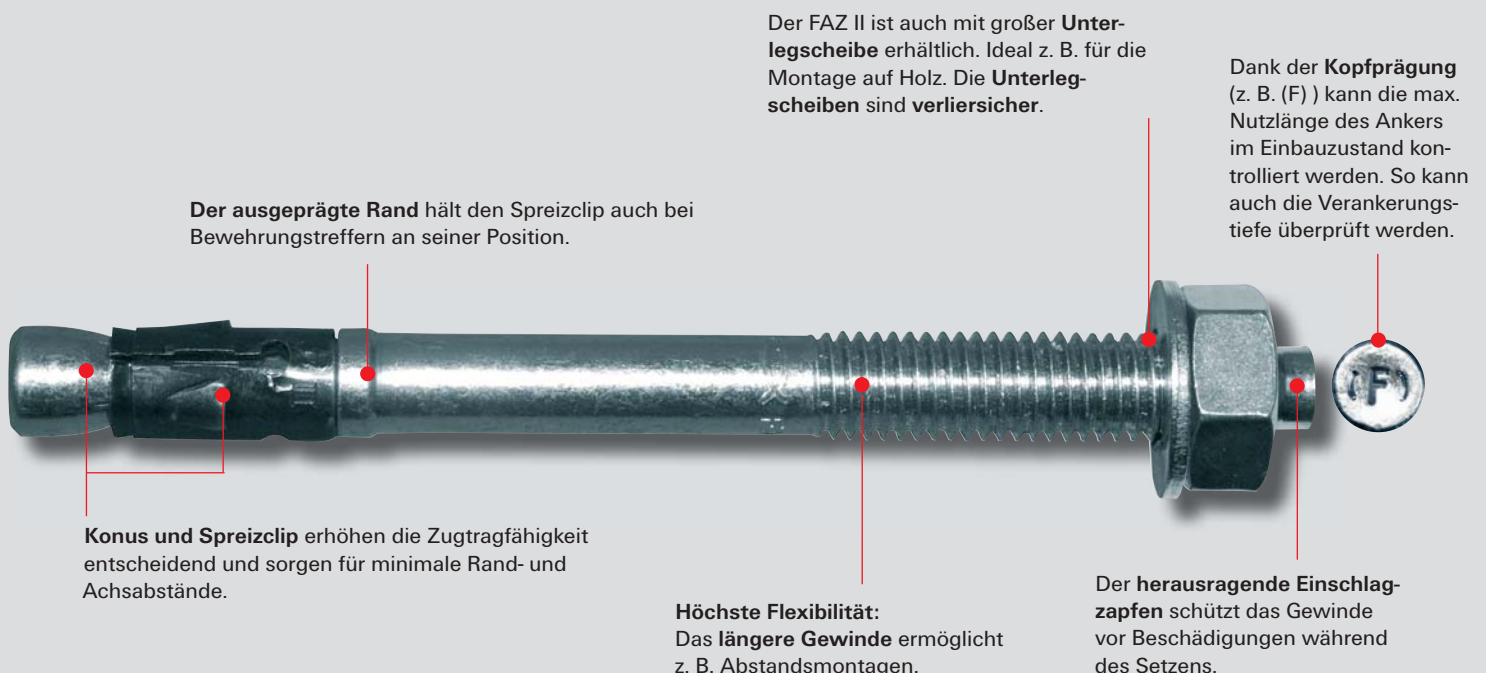 Der FAZ II ist auch mit großer Unter-
legscheibe erhältlich. Ideal z. B. für die
Montage auf Holz. Die Unterleg-
scheiben sind verliersicher.
Dank der Kopfprägung
(z. B. (F) ) kann die max.
Nutzlänge des Ankers
im Einbauzustand kon-
trolliert werden. So kann
auch die Verankerungs-
tiefe überprüft werden.
Der ausgeprägte Rand hält den Spreizclip auch bei
Bewehrungstreffern an seiner Position.
(F)
Konus und Spreizclip erhöhen die Zugtragfähigkeit
entscheidend und sorgen für minimale Rand- und
Achsabstände.
Höchste Flexibilität:
Das längere Gewinde ermöglicht
z. B. Abstandsmontagen.
Der herausragende Einschlag-
zapfen schützt das Gewinde
vor Beschädigungen während
des Setzens.